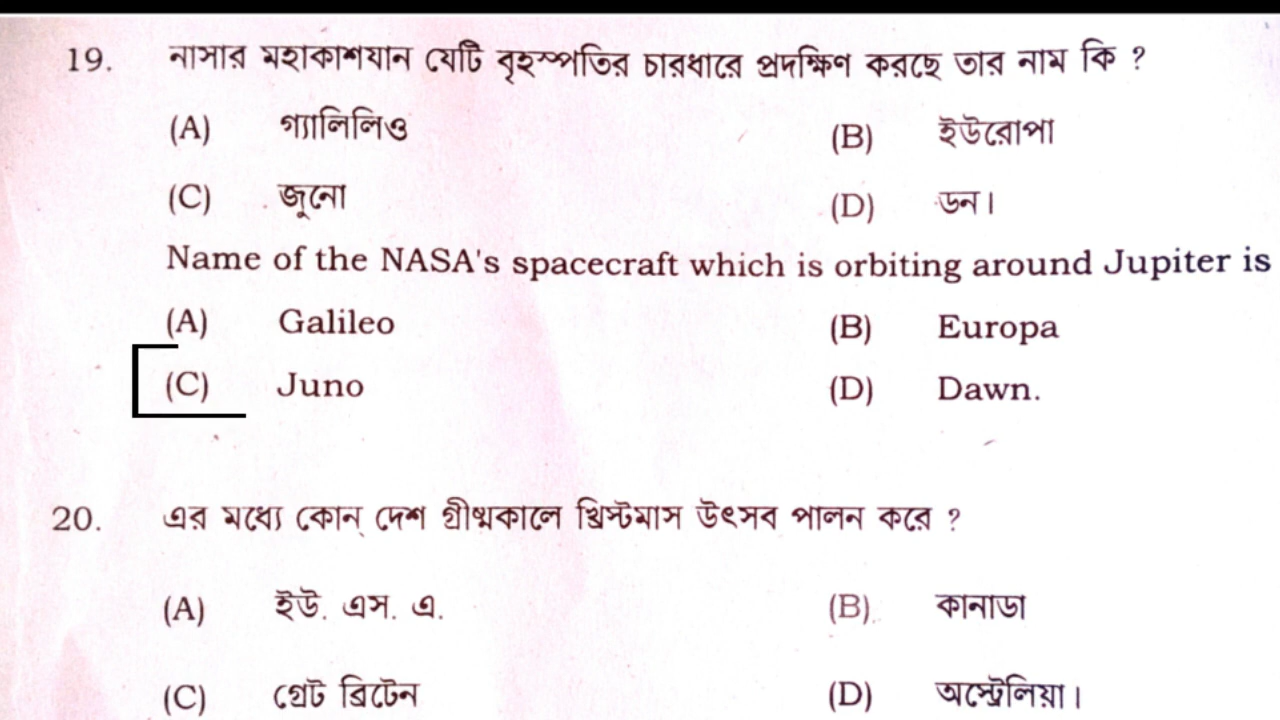 19. নাসার মহাকাশযান যেটি বৃহস্পতির চারধারে প্রদক্ষিণ করছে তার নাম কি ?
(A) গ্যালিলিও (B) ইউরোপা
(C) জুনো (D) ডন।
Name of the NASA's spacecraft which is orbiting around Jupiter is
(A) Galileo (B) Europa
(C) Juno (D) Dawn.
20. এর মধ্যে কোন্ দেশ গ্রীষ্মকালে খ্রিস্টমাস উৎসব পালন করে ?
(A) ইউ. এস. এ. (B) কানাডা
(C) গ্রেট ব্রিটেন (D) অস্ট্রেলিয়া।